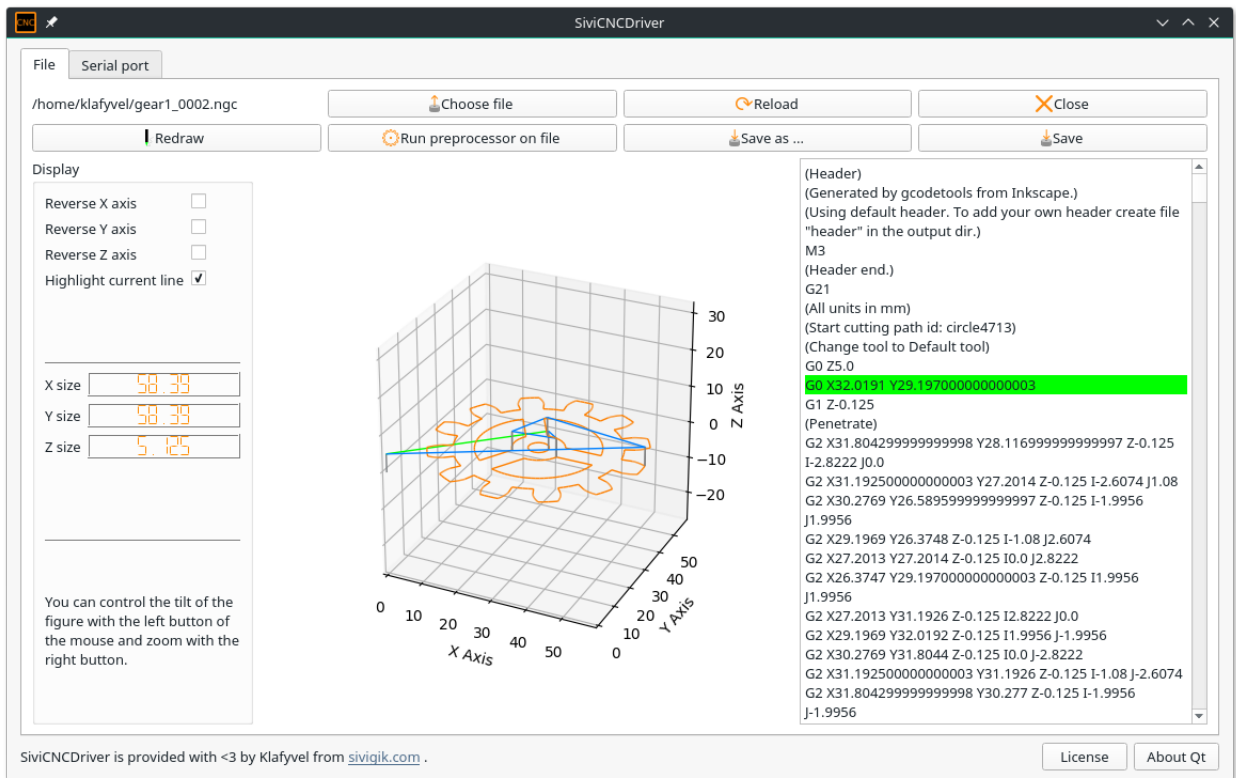 CNC
SiviCNCDriver
File
Serial port
/home/klafyvel/gear1_0002.ngc
Choose file
Reload
Close
Redraw
Run preprocessor on file
Save as ...
Save
Display
Reverse X axis
Reverse Y axis
Reverse Z axis
Highlight current line
X size 58.39
Y size 58.39
Z size 5.125
You can control the tilt of the
figure with the left button of
the mouse and zoom with the
right button.
30
20
10
0
−10
−20
Z Axis
0
10
20
30
40
50
X Axis
0
10
20
30
40
50
Y Axis
(Header)
(Generated by gcodetools from Inkscape.)
(Using default header. To add your own header create file
"header" in the output dir.)
M3
(Header end.)
G21
(All units in mm)
(Start cutting path id: circle4713)
(Change tool to Default tool)
G0 Z5.0
G0 X32.0191 Y29.197000000000003
G1 Z-0.125
(Penetrate)
G2 X31.804299999999998 Y28.116999999999997 Z-0.125
I-2.8222 J0.0
G2 X31.192500000000003 Y27.2014 Z-0.125 I-2.6074 J1.08
G2 X30.2769 Y26.589599999999997 Z-0.125 I-1.9956
J1.9956
G2 X29.1969 Y26.3748 Z-0.125 I-1.08 J2.6074
G2 X27.2013 Y27.2014 Z-0.125 I0.0 J2.8222
G2 X26.3747 Y29.197000000000003 Z-0.125 I1.9956
J1.9956
G2 X27.2013 Y31.1926 Z-0.125 I2.8222 J0.0
G2 X29.1969 Y32.0192 Z-0.125 I1.9956 J-1.9956
G2 X30.2769 Y31.8044 Z-0.125 I0.0 J-2.8222
G2 X31.192500000000003 Y31.1926 Z-0.125 I-1.08 J-2.6074
G2 X31.804299999999998 Y30.277 Z-0.125 I-1.9956
J-1.9956
SiviCNCDriver is provided with <3 by Klafyvel from sivigik.com .
License
About Qt